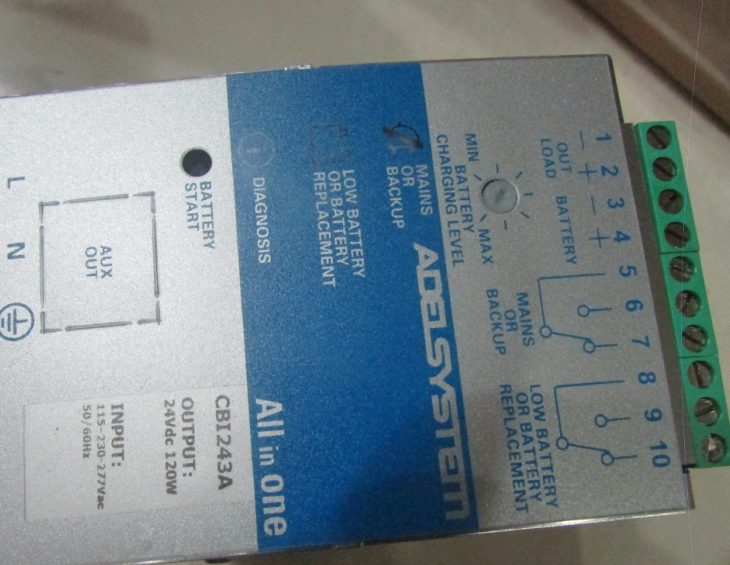 1 2 3 4 5 6 7 8 9 10
— + — +
OUT
LOAD
BATTERY
MAINS
OR
BACKUP
LOW BATTERY
OR BATTERY
REPLACEMENT
MIN
MAX
BATTERY
CHARGING LEVEL
ADELSYSTEM
MAINS
OR
BACKUP
LOW BATTERY
OR BATTERY
REPLACEMENT
DIAGNOSIS
All in one
BATTERY
START
AUX
OUT
L N
CBI243A
OUTPUT:
24Vdc 120W
INPUT:
115-230-277Vac
50/60Hz